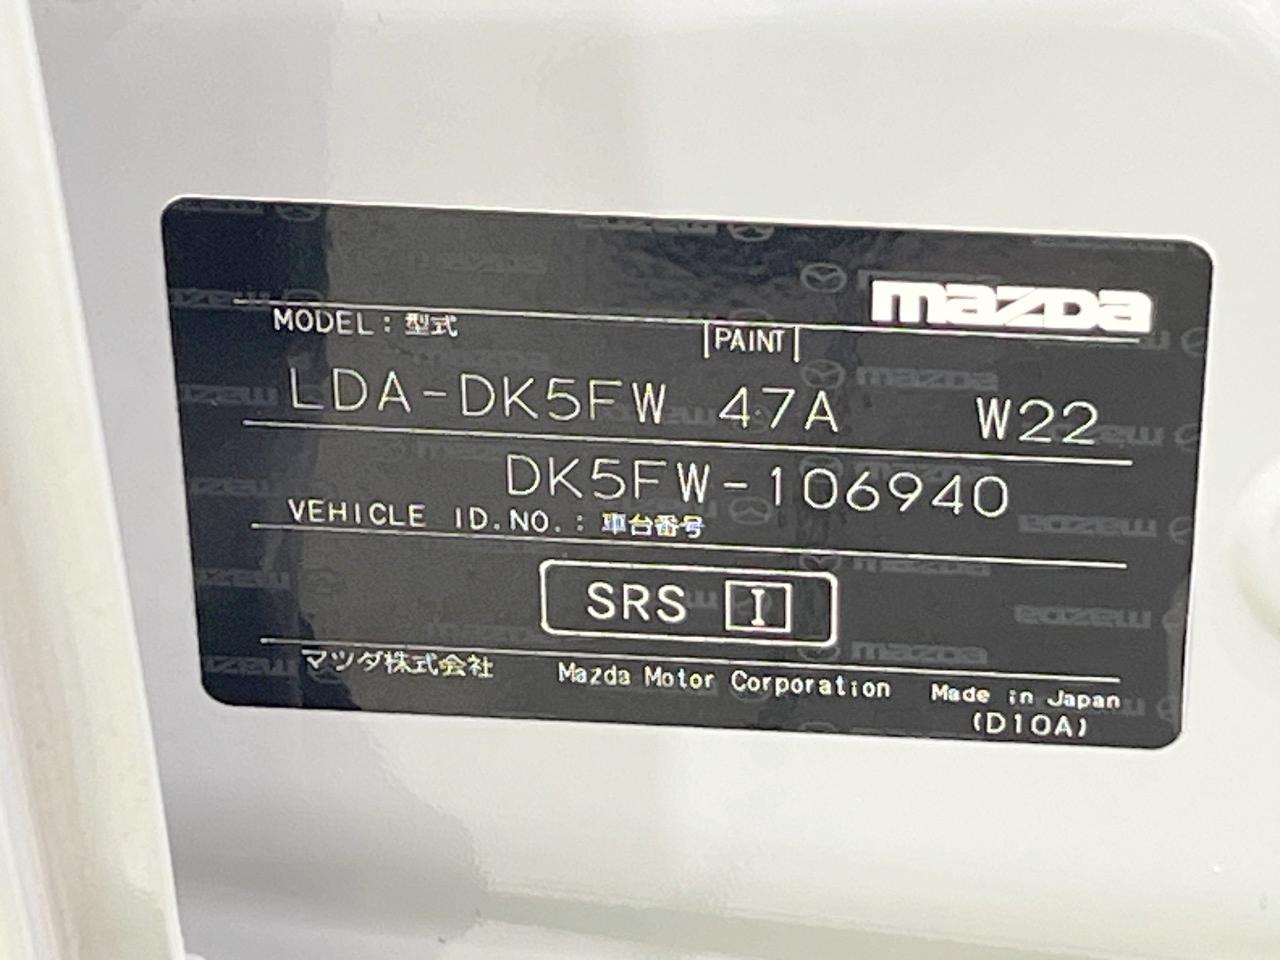 mazda
MODEL : 型式 PAINT
LDA-DK5FW 47A W22
DK5FW-106940
VEHICLE ID.NO. : 車台番号
SRS I
マツダ株式会社 Mazda Motor Corporation Made in Japan
(D10A)